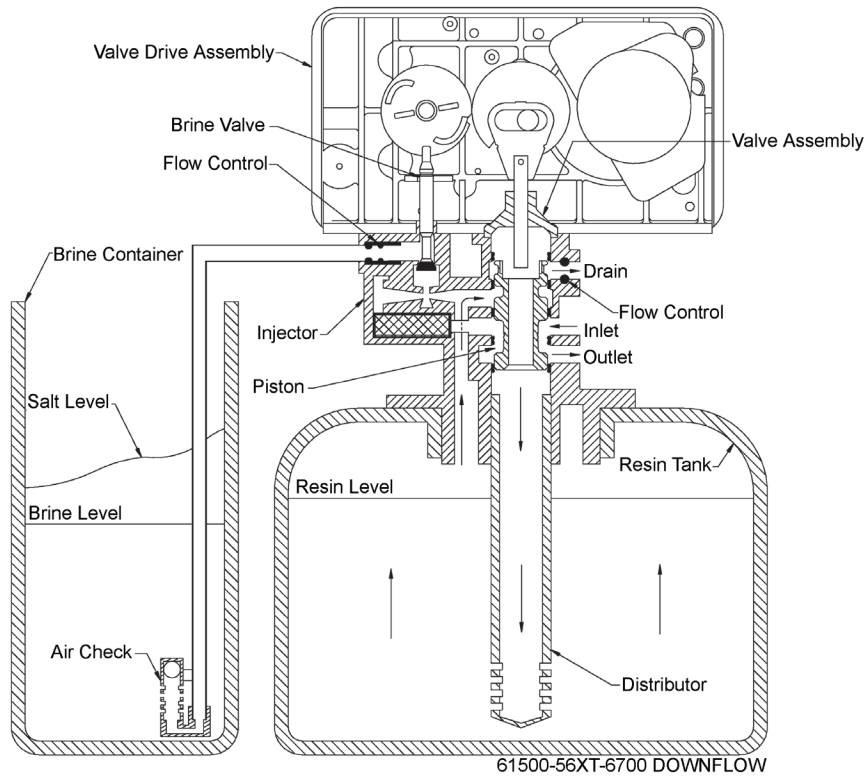 Valve Drive Assembly
Brine Valve
Valve Assembly
Flow Control
Brine Container
Drain
Flow Control
Injector
Inlet
Outlet
Piston
Salt Level
Resin Tank
Resin Level
Brine Level
Air Check
Distributor
61500-56XT-6700 DOWNFLOW